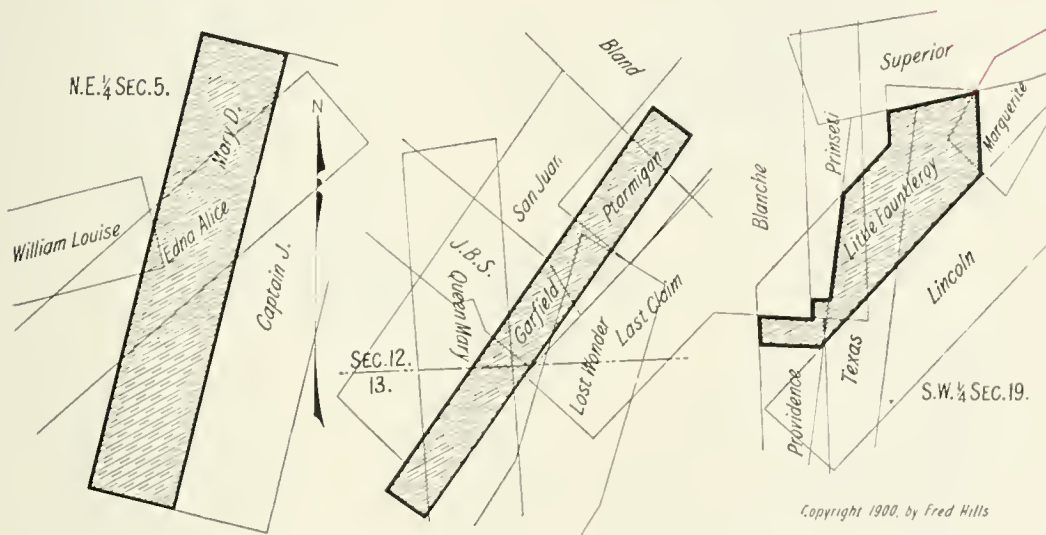 N.E.¼ SEC.5.
Mary D.
N
William Louise
Edna Alice
Captain J.
Bland
San Juan.
Ptarmigan
J.B.S.
Queen Mary
Garfield
Last Claim
Lost Wonder
SEC.12.
13.
Superior
Marguerite
Prinseti
Blanche
Little Fauntleroy
Lincoln
Texas
Providence
S.W.¼ SEC.19.
Copyright 1900, by Fred Hills